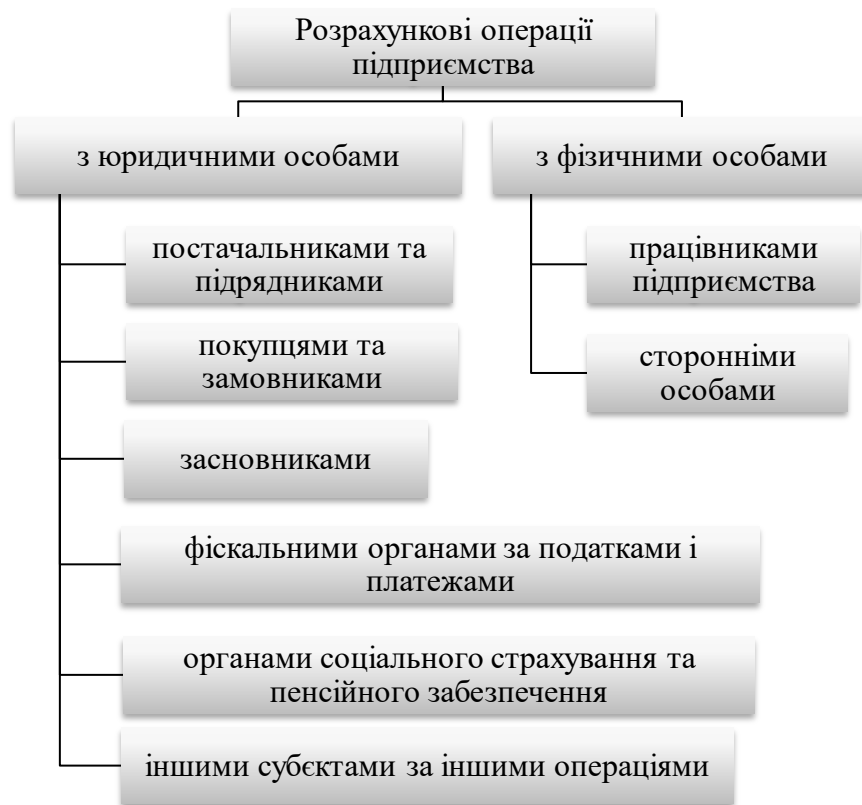 Розрахункові операції
підприємства
з юридичними особами
з фізичними особами
постачальниками та
підрядниками
працівниками
підприємства
покупцями та
замовниками
сторонніми
особами
засновниками
фіскальними органами за податками і
платежами
органами соціального страхування та
пенсійного забезпечення
іншими субєктами за іншими операціями